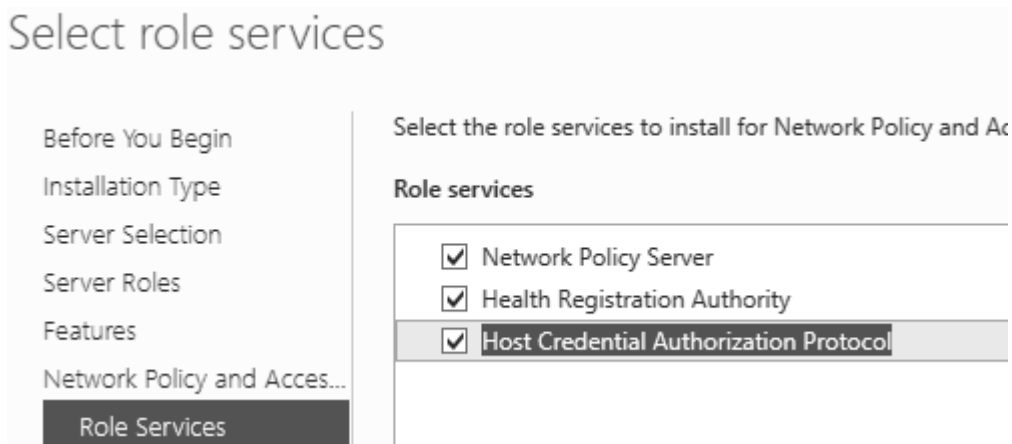 Select role services
Before You Begin
Installation Type
Server Selection
Server Roles
Features
Network Policy and Acces...
Role Services
Select the role services to install for Network Policy and Ac
Role services
Network Policy Server
Health Registration Authority
Host Credential Authorization Protocol